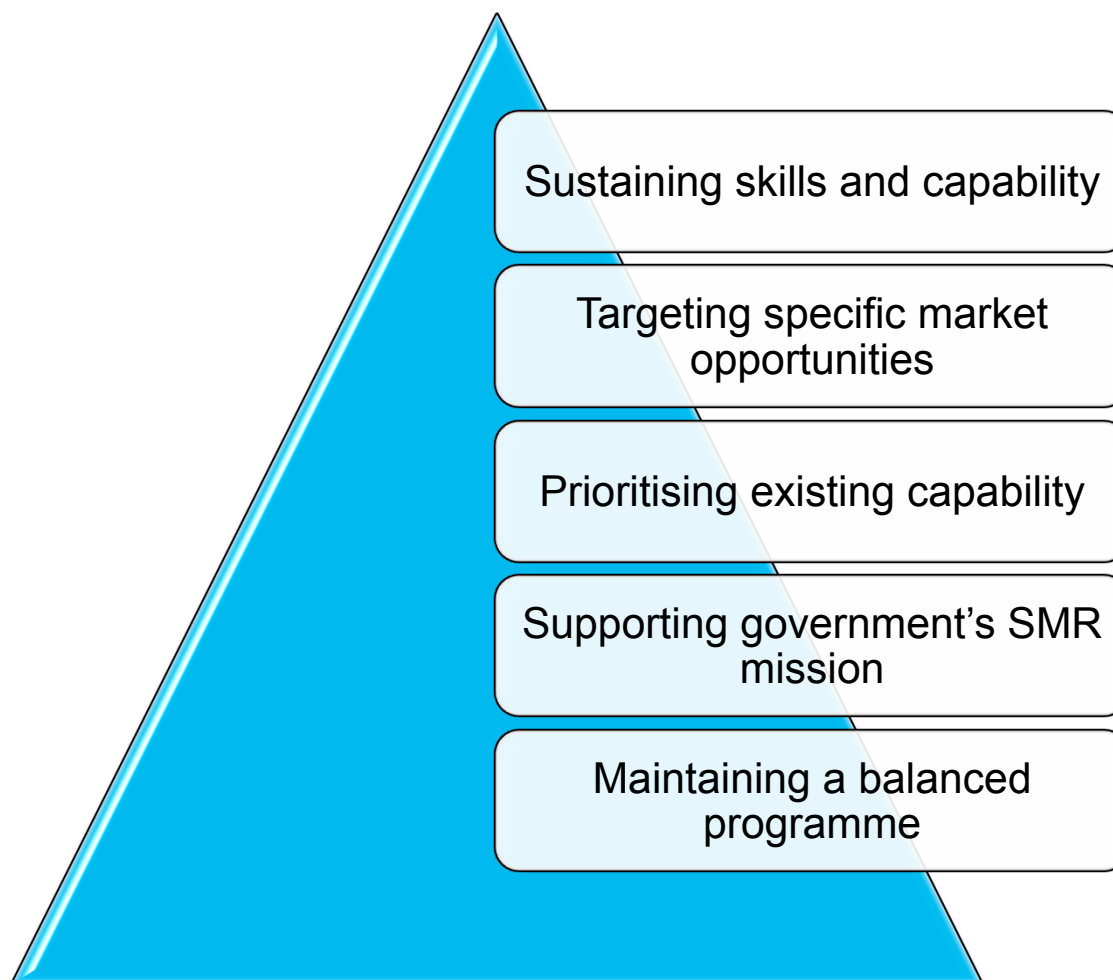 Sustaining skills and capability
Targeting specific market
opportunities
Prioritising existing capability
Supporting government’s SMR
mission
Maintaining a balanced
programme